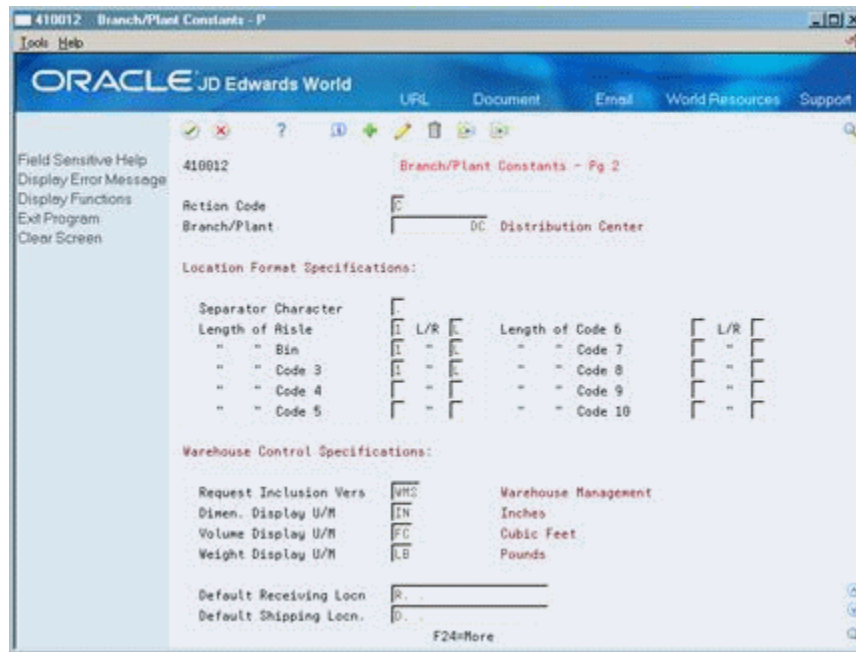 410012 Branch/Plant Constants - P
Tools Help
ORACLE JD Edwards World
URL Document Email World Resources Support
Field Sensitive Help
Display Error Message
Display Functions
Exit Program
Clear Screen
410012 Branch/Plant Constants - Pg 2
Action Code C
Branch/Plant DC Distribution Center
Location Format Specifications:
Separator Character .
Length of Aisle 1 L/R L Length of Code 6 L/R
" " Bin 1 " L " " Code 7
" " Code 3 1 " L " " Code 8
" " Code 4 " " " Code 9
" " Code 5 " " " Code 10 "
Warehouse Control Specifications:
Request Inclusion Vers WMS Warehouse Management
Dimen. Display U/M IN Inches
Volume Display U/M FC Cubic Feet
Weight Display U/M LB Pounds
Default Receiving Locn R. .
Default Shipping Locn.
F24=More